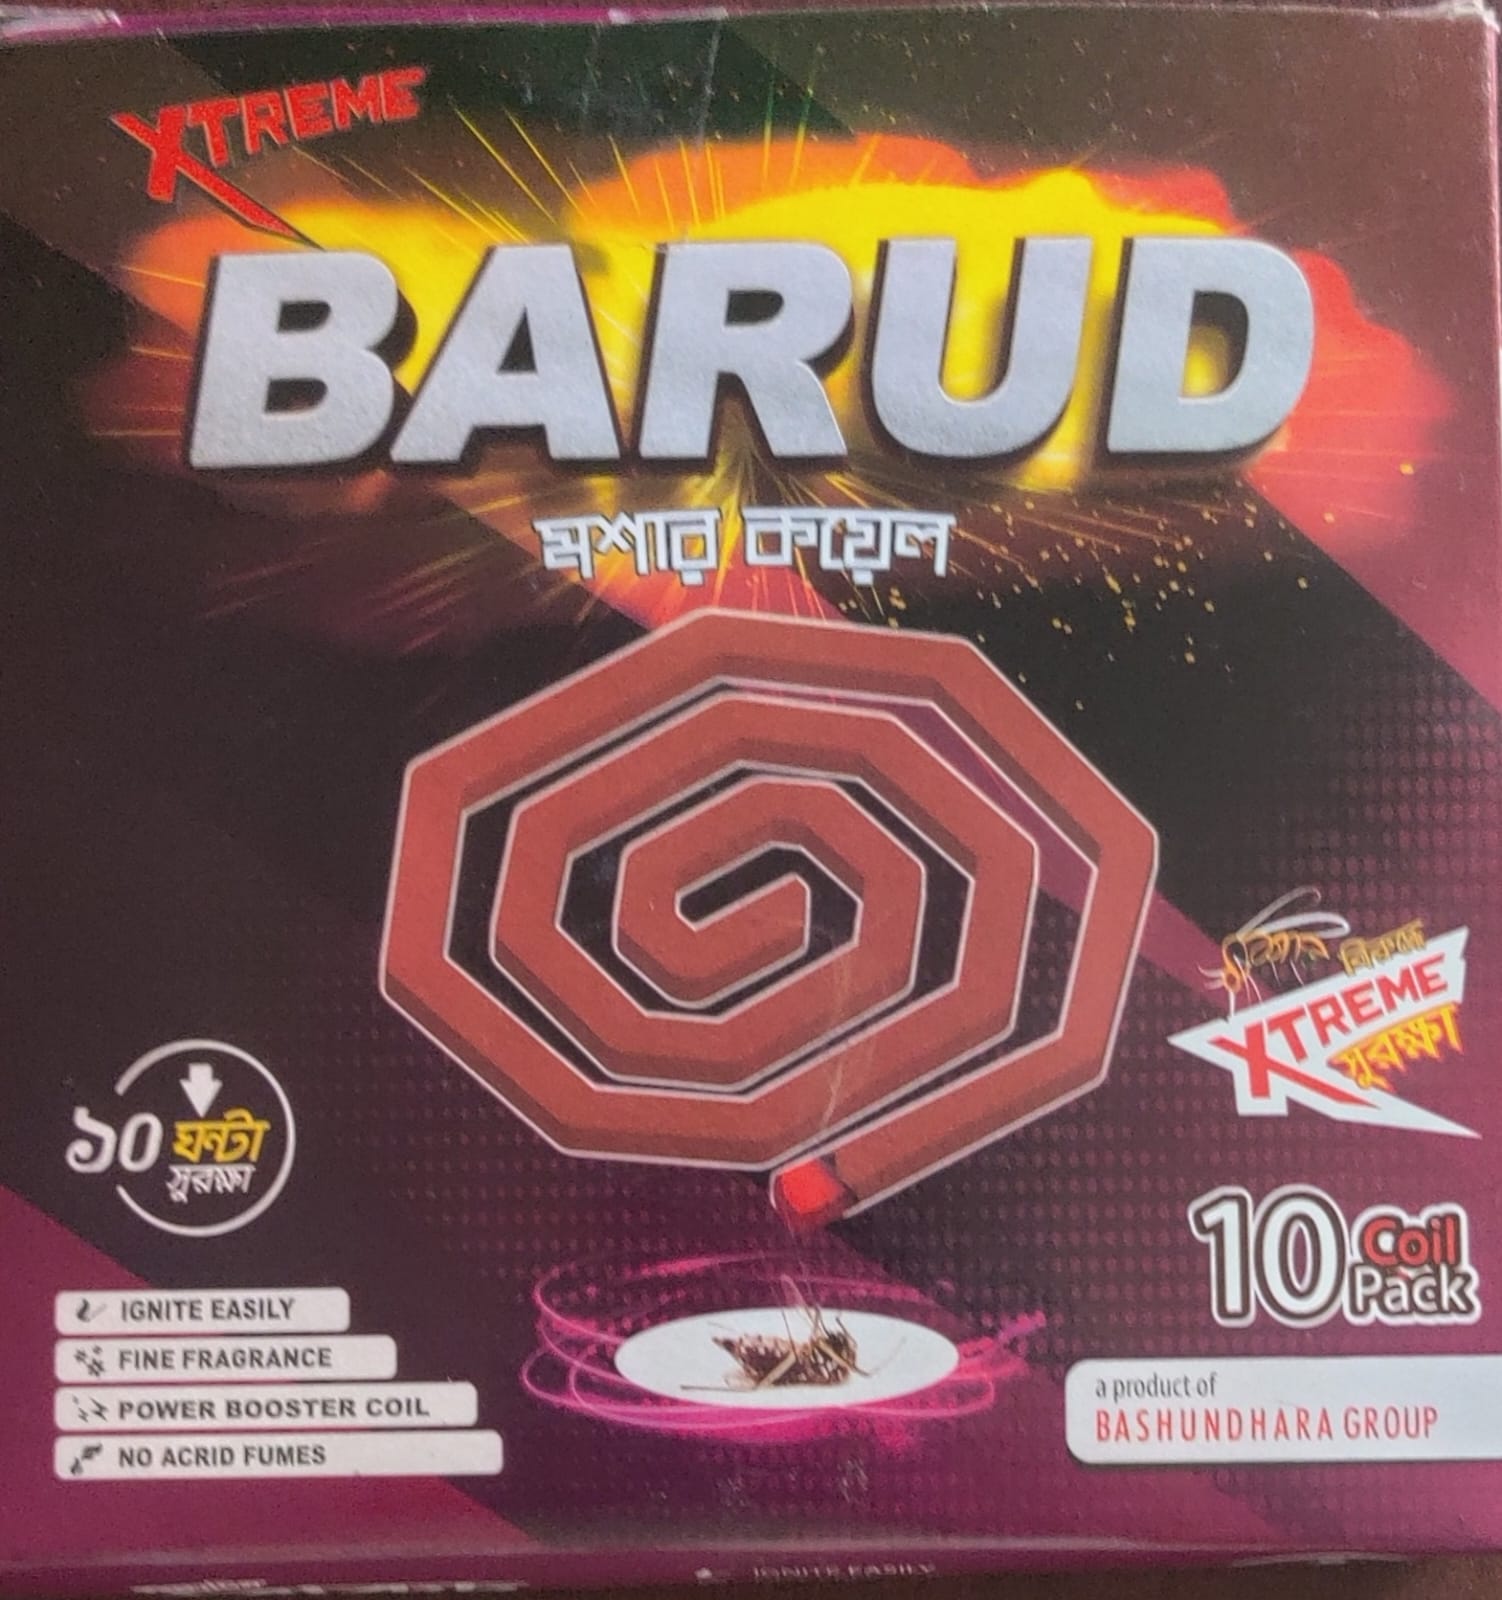 XTREME
BARUD
মশার কয়েল
মশার বিরুদ্ধে
XTREME
সুরক্ষা
১০ ঘন্টা
সুরক্ষা
10 Coil
Pack
IGNITE EASILY
FINE FRAGRANCE
POWER BOOSTER COIL
NO ACRID FUMES
a product of
BASHUNDHARA GROUP
IGNITE EASILY